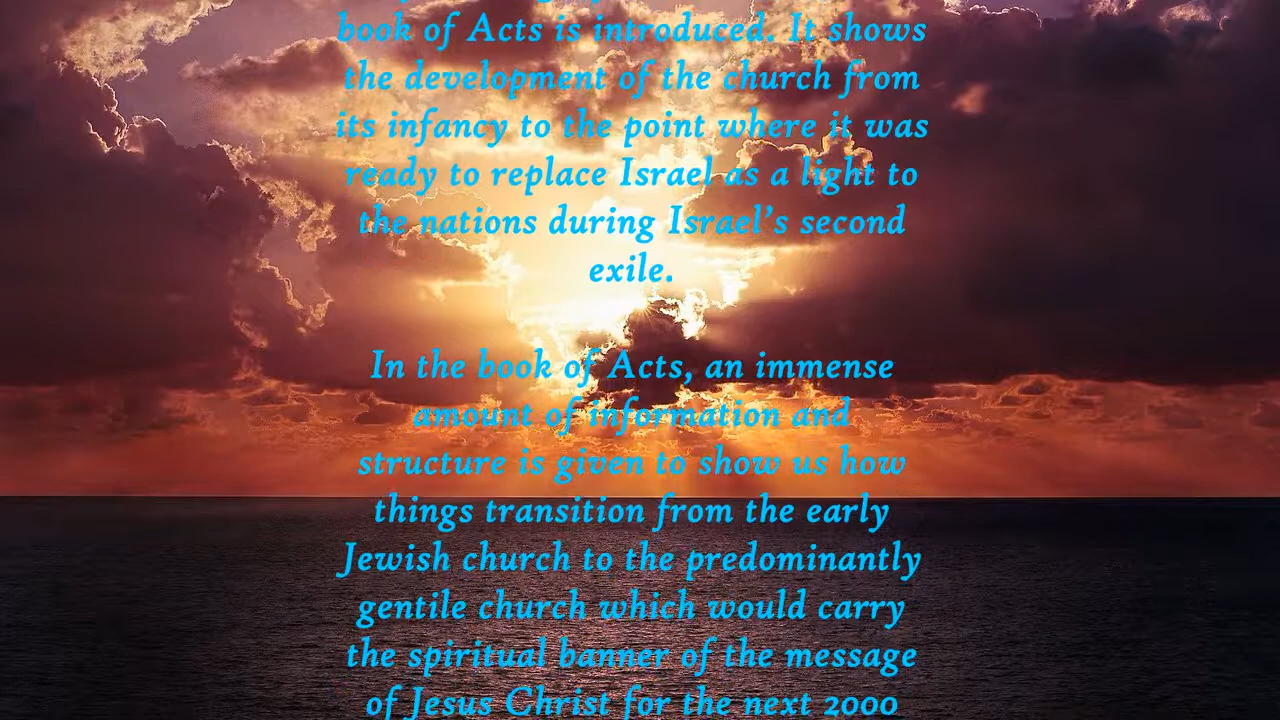 book of Acts is introduced. It shows
the development of the church from
its infancy to the point where it was
ready to replace Israel as a light to
the nations during Israel's second
exile.
In the book of Acts, an immense
amount of information and
structure is given to show us how
things transition from the early
Jewish church to the predominantly
gentile church which would carry
the spiritual banner of the message
of Jesus Christ for the next 2000